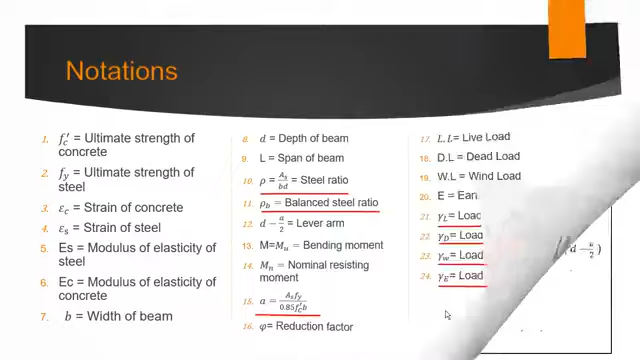 Notations
1. f′c = Ultimate strength of
concrete
2. fy = Ultimate strength of
steel
3. εc = Strain of concrete
4. εs = Strain of steel
5. Es = Modulus of elasticity of
steel
6. Ec = Modulus of elasticity of
concrete
7. b = Width of beam
8. d = Depth of beam
9. L = Span of beam
10. ρ = As/bd = Steel ratio
11. ρb = Balanced steel ratio
12. d − a/2 = Lever arm
13. M=Mu = Bending moment
14. Mn = Nominal resisting
moment
15. a = Asfy/0.85f′cb
16. φ= Reduction factor
17. L.L= Live Load
18. D.L = Dead Load
19. W.L = Wind Load
20. E = Ear
21. γL= Load
22. γD= Load
23. γw= Load
24. γE= Load